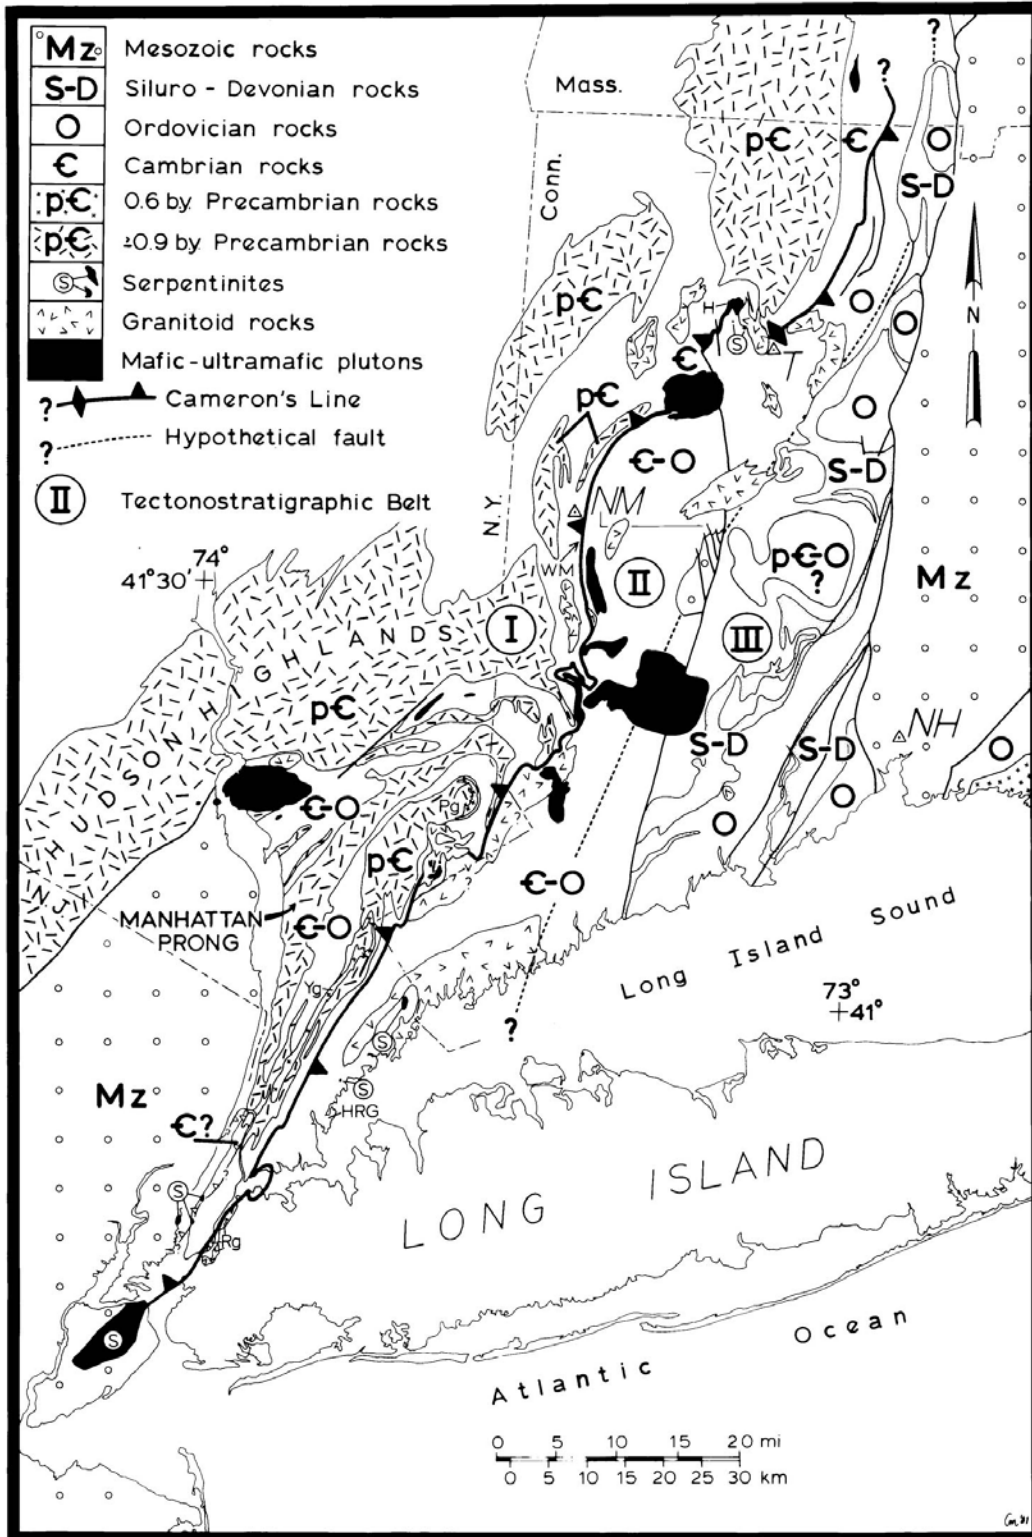 Mz Mesozoic rocks
S-D Siluro - Devonian rocks
O Ordovician rocks
Є Cambrian rocks
pЄ 0.6 by. Precambrian rocks
pЄ ≥0.9 by. Precambrian rocks
S Serpentinites
Granitoid rocks
Mafic-ultramafic plutons
? Cameron's Line
? Hypothetical fault
II Tectonostratigraphic Belt
?
?
Mass.
Conn.
N.Y.
pЄ
Є
O
S-D
N
pЄ
H
S
T
O
O
Є
pЄ
O
Є-O
S-D
NM
L
74°
41°30'
WM
II
pЄ-O
?
Mz
I
III
HUDSON HIGHLANDS
pЄ
S-D
S-D
NH
O
O
O
Є-O
Pg
pЄ
Є-O
NJ
MANHATTAN
PRONG
Є-O
Yg
Long Island Sound
73°
41°
?
S
S
HRG
Mz
Є?
S
Rg
S
LONG ISLAND
Atlantic Ocean
0 5 10 15 20 mi
0 5 10 15 20 25 30 km